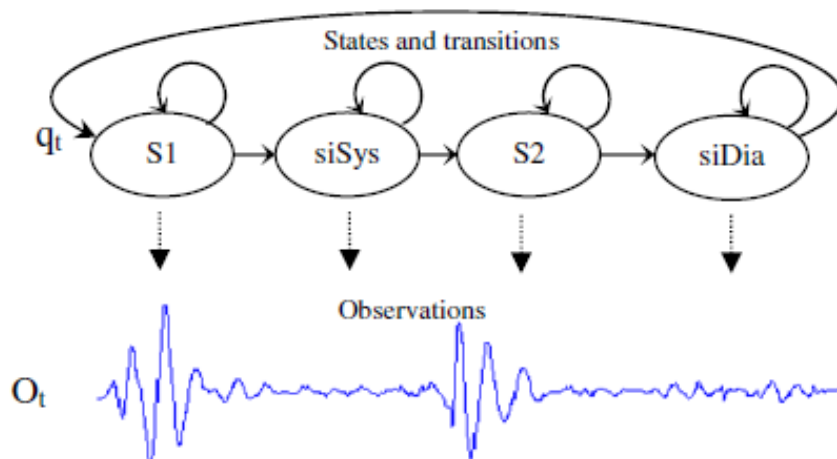 States and transitions
qt
S1
siSys
S2
siDia
Observations
Ot